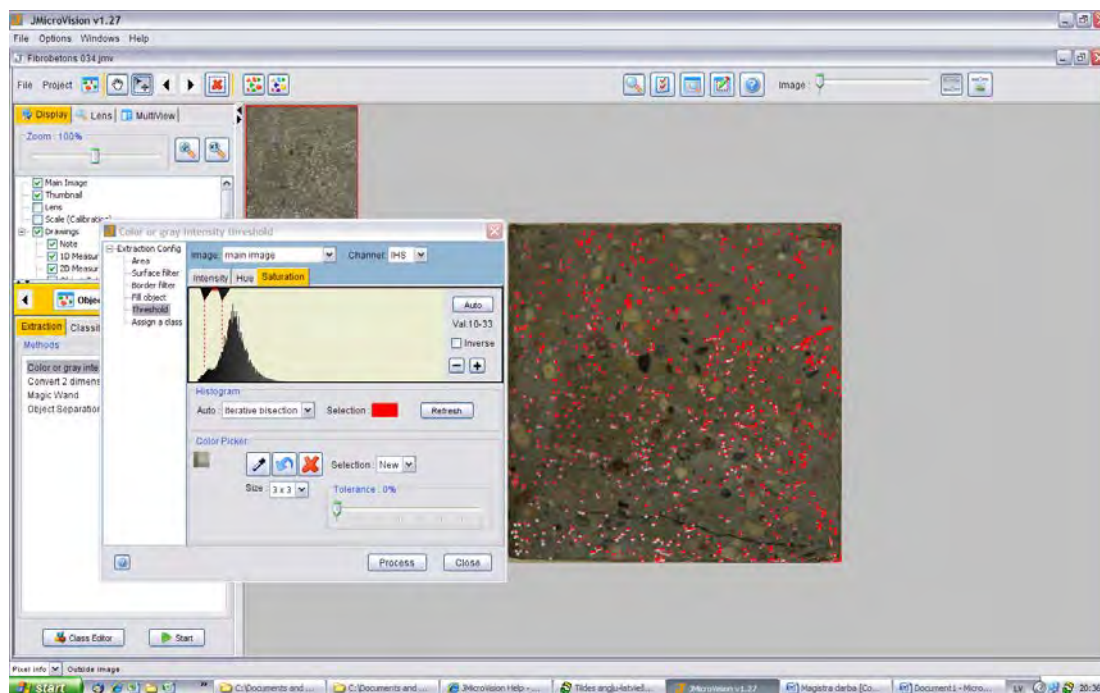 JMicroVision v1.27
File Options Windows Help
Fibrobetons 034.jmv
File Project
Image :
Display Lens MultiView
Zoom : 100%
Main Image
Thumbnail
Lens
Scale (Calibration)
Drawings
Note
1D Measur
2D Measur
Color or gray intensity threshold
Extraction Config
Area
Surface filter
Border filter
Fill object
Threshold
Assign a class
Image: main image Channel: IHS
Intensity Hue Saturation
Auto
Val:10-33
Inverse
Histogram
Auto : Iterative bisection Selection : Refresh
Color Picker
Selection : New
Size : 3 x 3 Tolerance : 0%
Process Close
Obje
Extraction Classifi
Methods
Color or gray inte
Convert 2 dimens
Magic Wand
Object Separation
Class Editor Start
Pixel info Outside image
start C:\Documents and ... C:\Documents and ... JMicroVision Help - ... JMicroVision v1.27 Magistra darba [Co... Document1 - Micro... LV 20:36